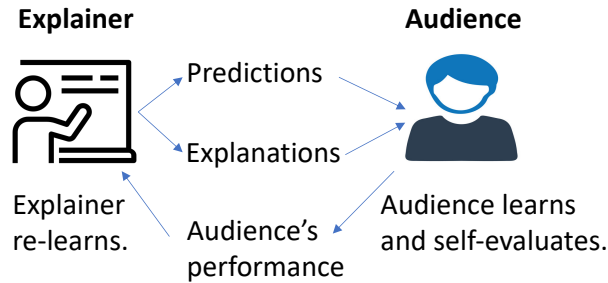 Explainer
Audience
Predictions
Explanations
Explainer
re-learns.
Audience's
performance
Audience learns
and self-evaluates.